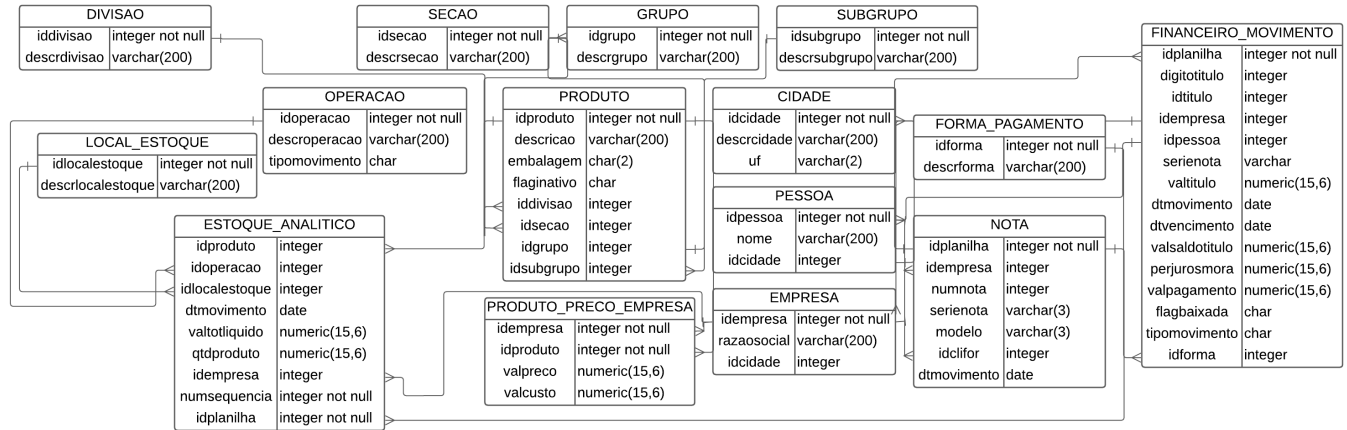 DIVISAO
iddivisao integer not null
descrdivisao varchar(200)
SECAO
idsecao integer not null
descrsecao varchar(200)
GRUPO
idgrupo integer not null
descrgrupo varchar(200)
SUBGRUPO
idsubgrupo integer not null
descrsubgrupo varchar(200)
FINANCEIRO_MOVIMENTO
idplanilha integer not null
digitotitulo integer
idtitulo integer
idempresa integer
idpessoa integer
serienota varchar
valtitulo numeric(15,6)
dtmovimento date
dtvencimento date
valsaldotitulo numeric(15,6)
perjurosmora numeric(15,6)
valpagamento numeric(15,6)
flagbaixada char
tipomovimento char
idforma integer
OPERACAO
idoperacao integer not null
descroperacao varchar(200)
tipomovimento char
PRODUTO
idproduto integer not null
descricao varchar(200)
embalagem char(2)
flaginativo char
iddivisao integer
idsecao integer
idgrupo integer
idsubgrupo integer
CIDADE
idcidade integer not null
descrcidade varchar(200)
uf varchar(2)
FORMA_PAGAMENTO
idforma integer not null
descrforma varchar(200)
LOCAL_ESTOQUE
idlocalestoque integer not null
descrlocalestoque varchar(200)
PESSOA
idpessoa integer not null
nome varchar(200)
idcidade integer
ESTOQUE_ANALITICO
idproduto integer
idoperacao integer
idlocalestoque integer
dtmovimento date
valtotliquido numeric(15,6)
qtdproduto numeric(15,6)
idempresa integer
numsequencia integer not null
idplanilha integer not null
NOTA
idplanilha integer not null
idempresa integer
numnota integer
serienota varchar(3)
modelo varchar(3)
idclifor integer
dtmovimento date
PRODUTO_PRECO_EMPRESA
idempresa integer not null
idproduto integer not null
valpreco numeric(15,6)
valcusto numeric(15,6)
EMPRESA
idempresa integer not null
razaosocial varchar(200)
idcidade integer